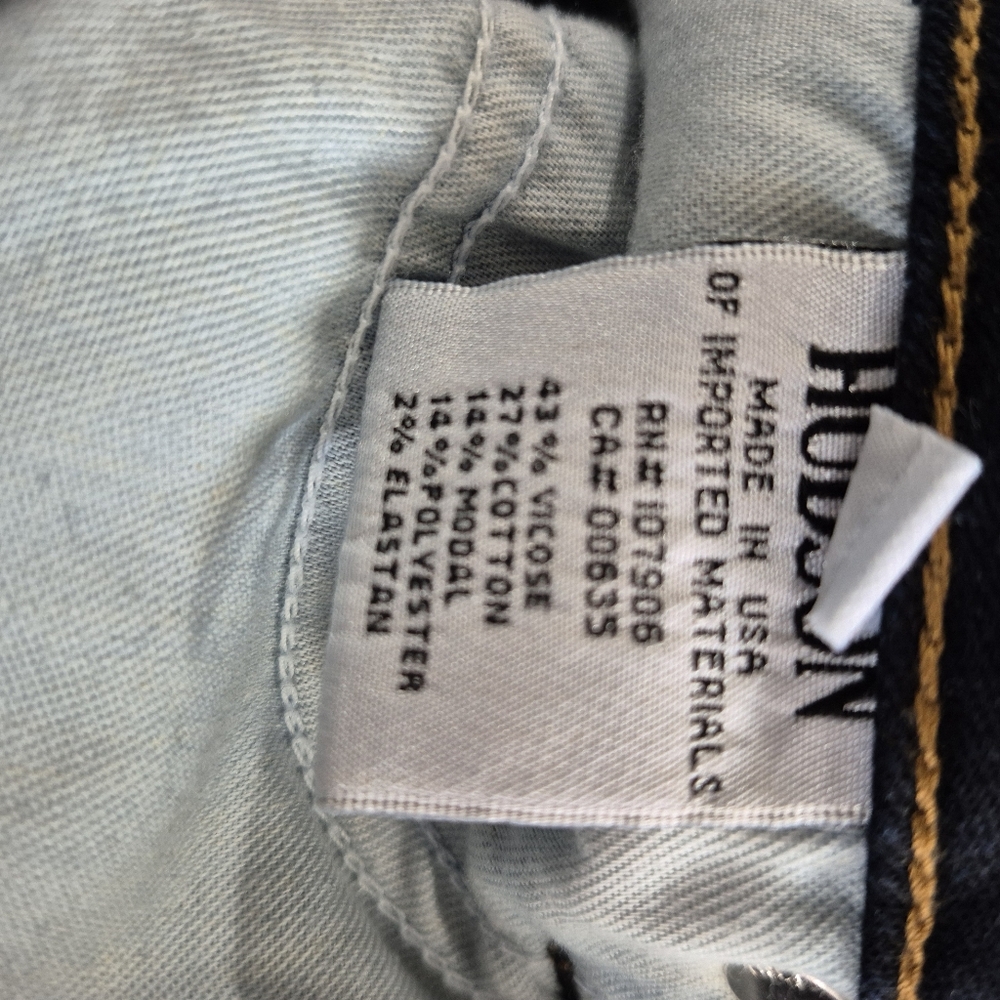 HUDSON
MADE IN USA
OF IMPORTED MATERIALS
RN# 107906
CA# 00635
43% VICOSE
27% COTTON
14% MODAL
14% POLYESTER
2% ELASTAN